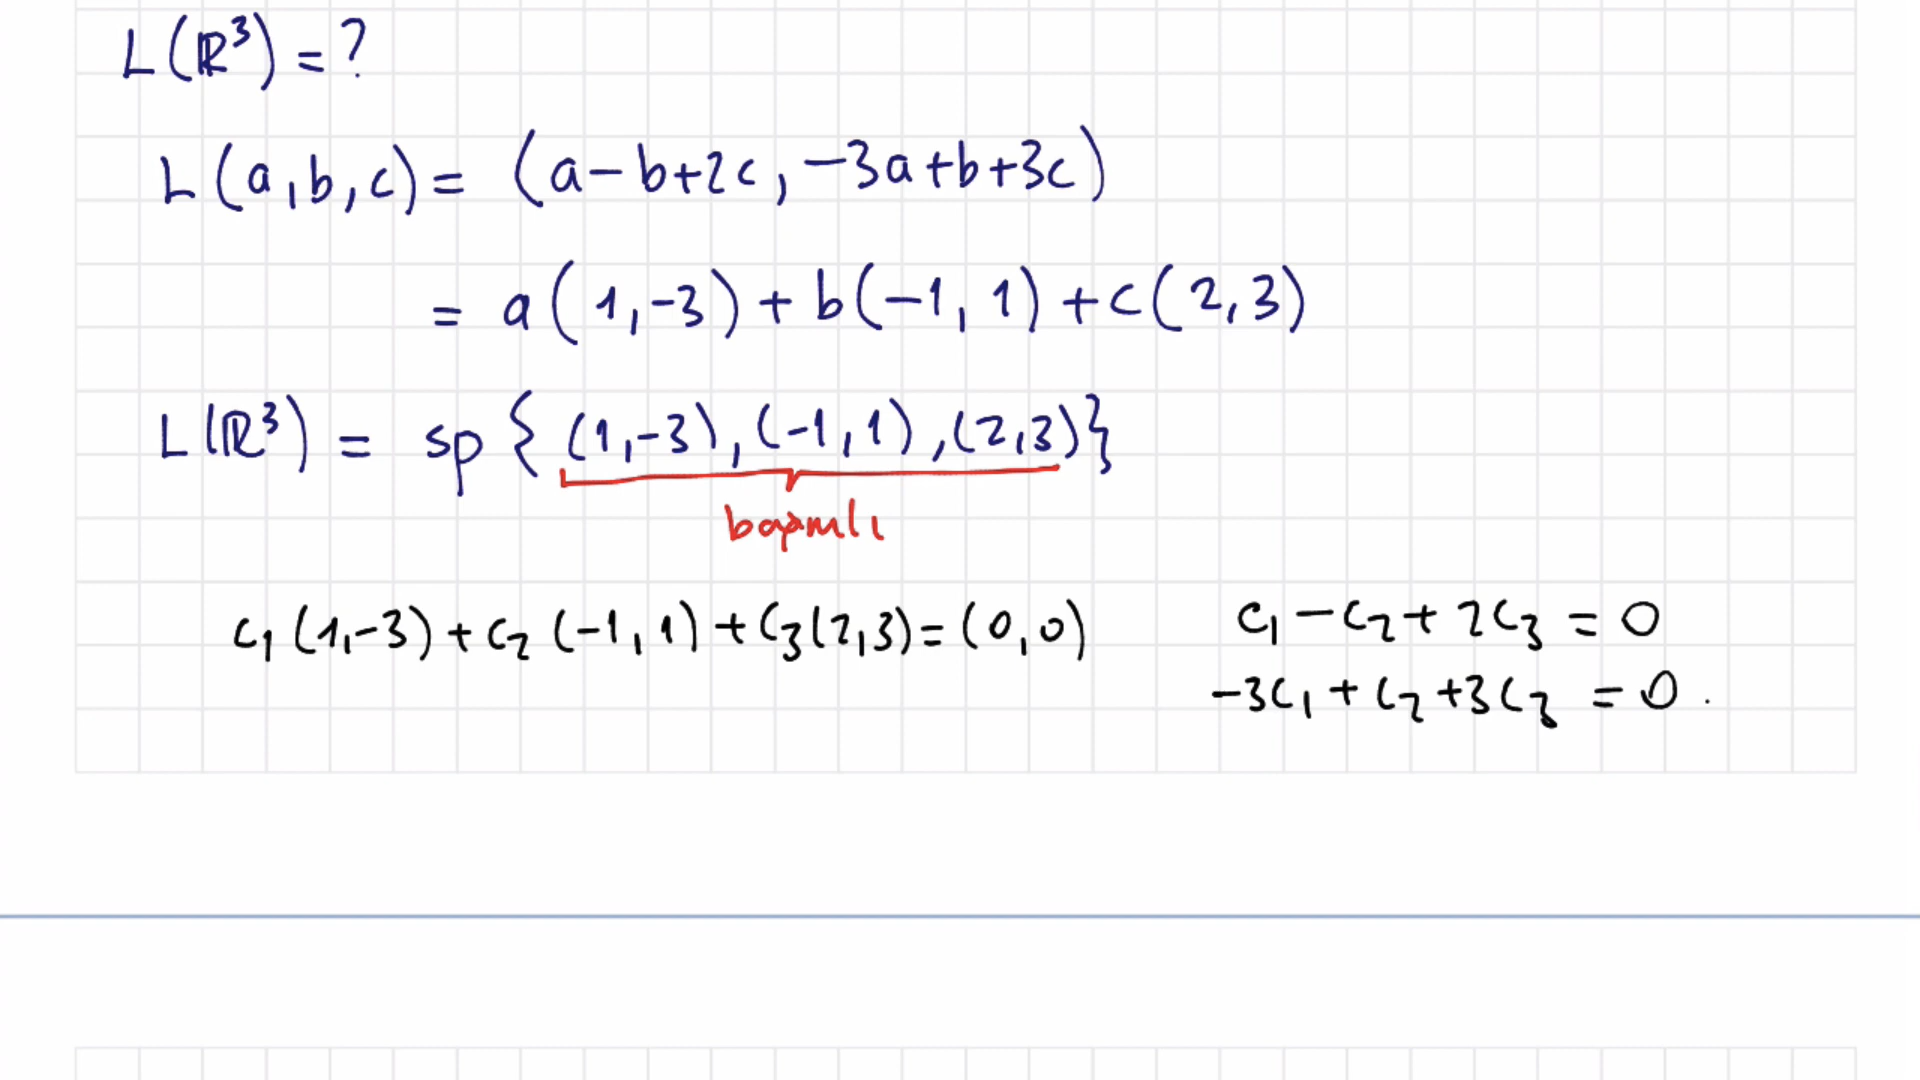 L(ℝ³) = ?
L(a,b,c) = (a-b+2c, -3a+b+3c)
= a(1,-3) + b(-1,1) + c(2,3)
L(ℝ³) = sp{(1,-3), (-1,1), (2,3)}
c₁(1,-3) + c₂(-1,1) + c₃(2,3) = (0,0)
c₁ - c₂ + 2c₃ = 0
-3c₁ + c₂ + 3c₃ = 0.